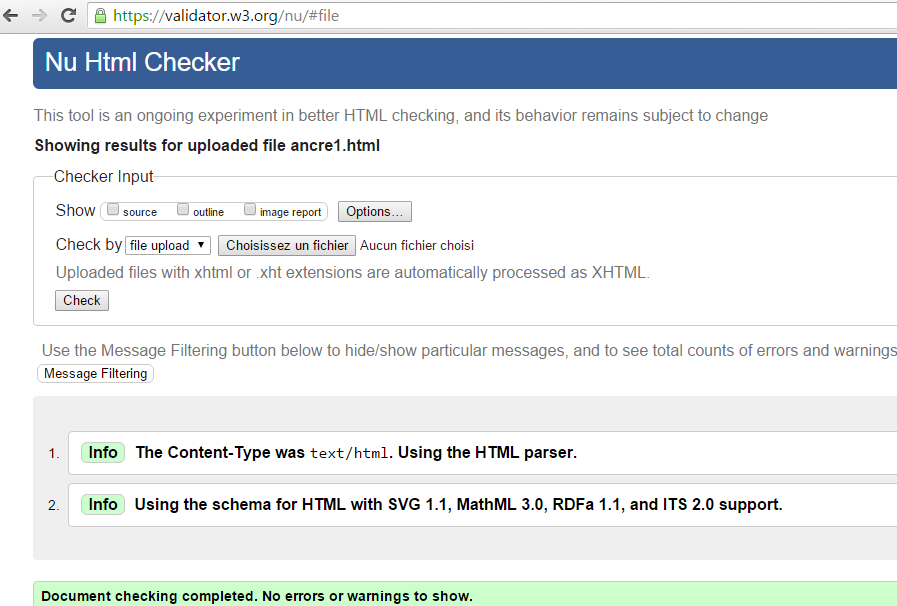 https://validator.w3.org/nu/#file
Nu Html Checker
This tool is an ongoing experiment in better HTML checking, and its behavior remains subject to change
Showing results for uploaded file ancre1.html
Checker Input
Show source outline image report Options...
Check by file upload Choisissez un fichier Aucun fichier choisi
Uploaded files with xhtml or .xht extensions are automatically processed as XHTML.
Check
Use the Message Filtering button below to hide/show particular messages, and to see total counts of errors and warnings
Message Filtering
1. Info The Content-Type was text/html. Using the HTML parser.
2. Info Using the schema for HTML with SVG 1.1, MathML 3.0, RDFa 1.1, and ITS 2.0 support.
Document checking completed. No errors or warnings to show.